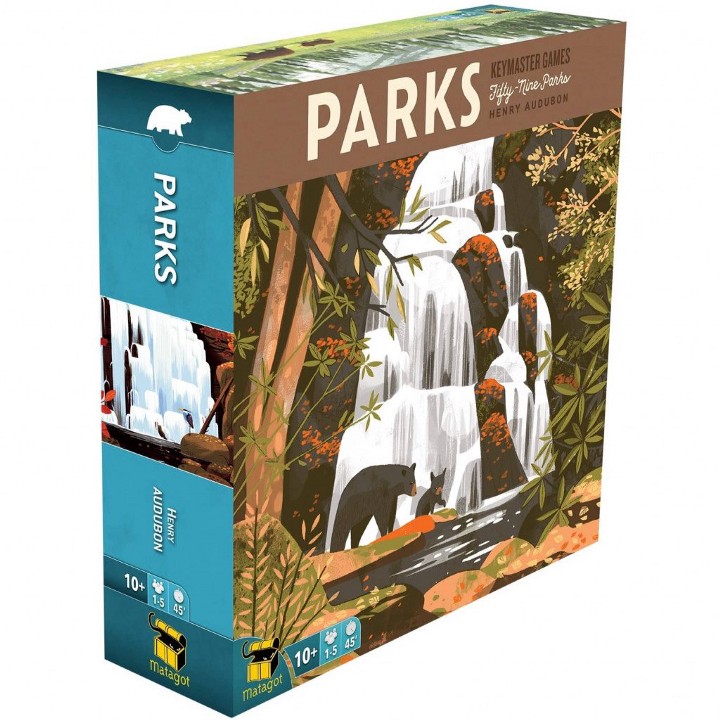 PARKS
KEYMASTER GAMES
Fifty-Nine Parks
HENRY AUDUBON
PARKS
HENRY
AUDUBON
10+
1-5
45'
matagot
10+
1-5
45'
matagot